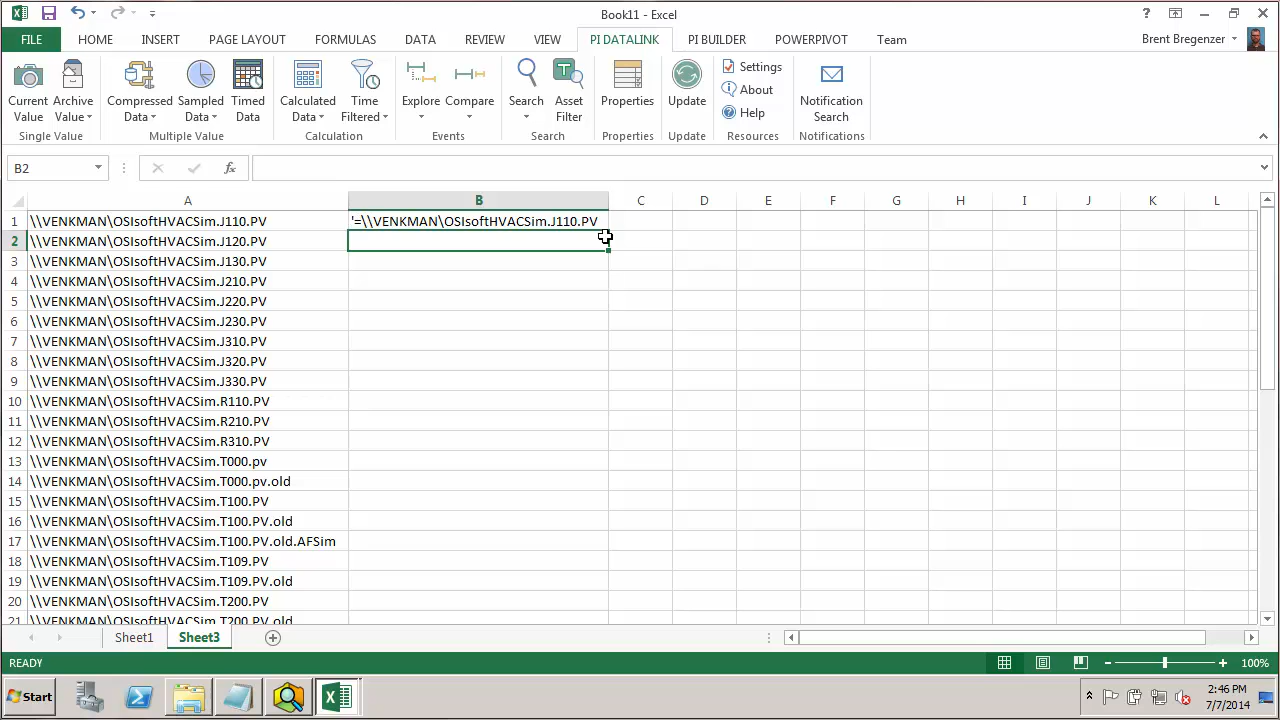 Book11 - Excel
?
FILE HOME INSERT PAGE LAYOUT FORMULAS DATA REVIEW VIEW PI DATALINK PI BUILDER POWERPIVOT Team Brent Bregenzer
Current Value
Archive Value
Compressed Data
Sampled Data
Timed Data
Calculated Data
Time Filtered
Explore
Compare
Search
Asset Filter
Properties
Update
Settings
About
Help
Notification Search
Single Value Multiple Value Calculation Events Search Properties Update Resources Notifications
B2 fx
A B C D E F G H I J K L
1 \\VENKMAN\OSIsoftHVACSim.J110.PV '=\\VENKMAN\OSIsoftHVACSim.J110.PV
2 \\VENKMAN\OSIsoftHVACSim.J120.PV
3 \\VENKMAN\OSIsoftHVACSim.J130.PV
4 \\VENKMAN\OSIsoftHVACSim.J210.PV
5 \\VENKMAN\OSIsoftHVACSim.J220.PV
6 \\VENKMAN\OSIsoftHVACSim.J230.PV
7 \\VENKMAN\OSIsoftHVACSim.J310.PV
8 \\VENKMAN\OSIsoftHVACSim.J320.PV
9 \\VENKMAN\OSIsoftHVACSim.J330.PV
10 \\VENKMAN\OSIsoftHVACSim.R110.PV
11 \\VENKMAN\OSIsoftHVACSim.R210.PV
12 \\VENKMAN\OSIsoftHVACSim.R310.PV
13 \\VENKMAN\OSIsoftHVACSim.T000.pv
14 \\VENKMAN\OSIsoftHVACSim.T000.pv.old
15 \\VENKMAN\OSIsoftHVACSim.T100.PV
16 \\VENKMAN\OSIsoftHVACSim.T100.PV.old
17 \\VENKMAN\OSIsoftHVACSim.T100.PV.old.AFSim
18 \\VENKMAN\OSIsoftHVACSim.T109.PV
19 \\VENKMAN\OSIsoftHVACSim.T109.PV.old
20 \\VENKMAN\OSIsoftHVACSim.T200.PV
21 \\VENKMAN\OSIsoftHVACSim.T200.PV.old
Sheet1 Sheet3
READY 100%
Start 2:46 PM
7/7/2014